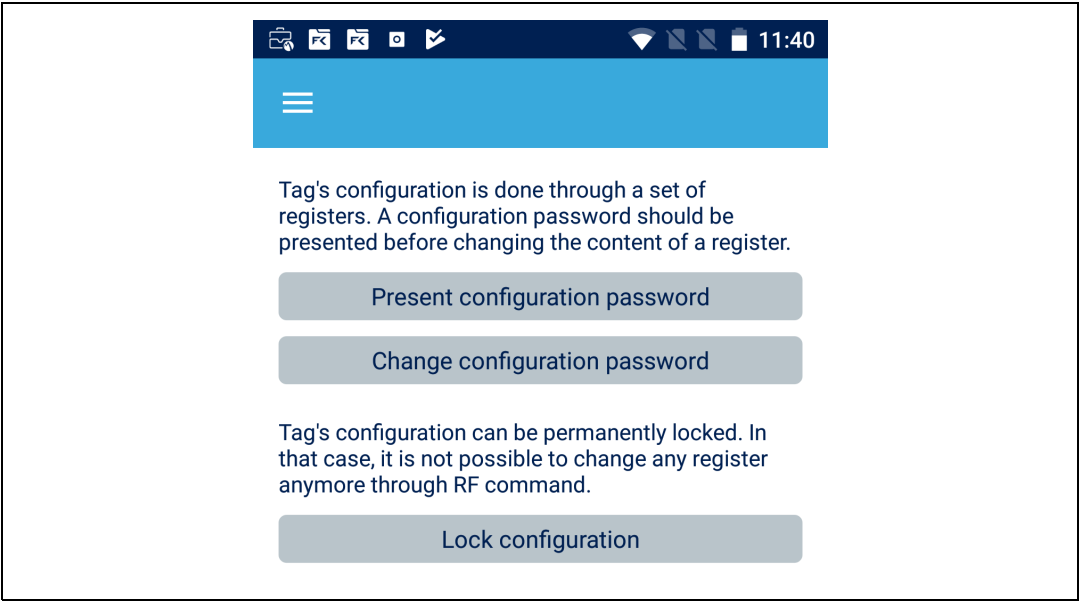 11:40
Tag's configuration is done through a set of
registers. A configuration password should be
presented before changing the content of a register.
Present configuration password
Change configuration password
Tag's configuration can be permanently locked. In
that case, it is not possible to change any register
anymore through RF command.
Lock configuration